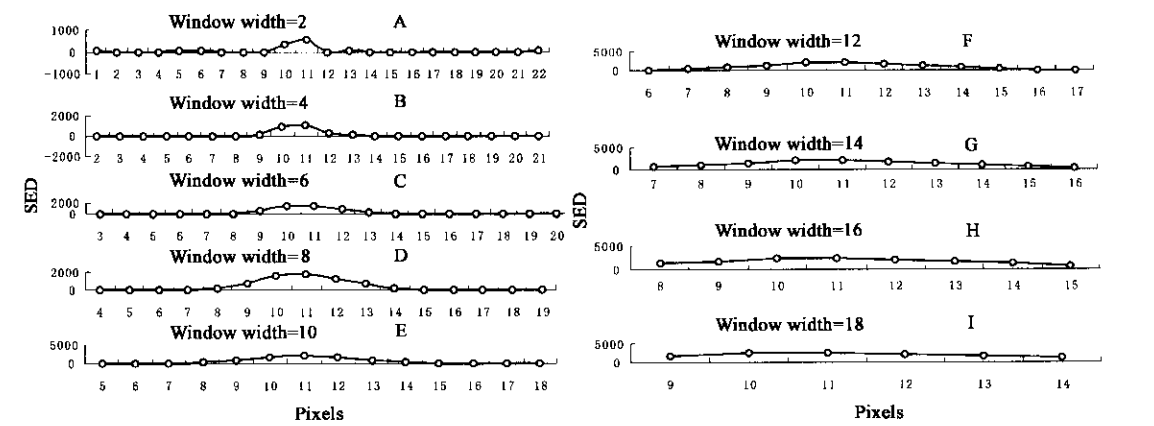 Window width=2 A
1000
0
-1000
1 2 3 4 5 6 7 8 9 10 11 12 13 14 15 16 17 18 19 20 21 22
Window width=4 B
2000
0
-2000
2 3 4 5 6 7 8 9 10 11 12 13 14 15 16 17 18 19 20 21
Window width=6 C
2000
0
3 4 5 6 7 8 9 10 11 12 13 14 15 16 17 18 19 20
Window width=8 D
2000
0
4 5 6 7 8 9 10 11 12 13 14 15 16 17 18 19
Window width=10 E
5000
0
5 6 7 8 9 10 11 12 13 14 15 16 17 18
SED
Pixels
Window width=12 F
5000
0
6 7 8 9 10 11 12 13 14 15 16 17
Window width=14 G
5000
0
7 8 9 10 11 12 13 14 15 16
Window width=16 H
5000
0
8 9 10 11 12 13 14 15
Window width=18 I
5000
0
9 10 11 12 13 14
SED
Pixels